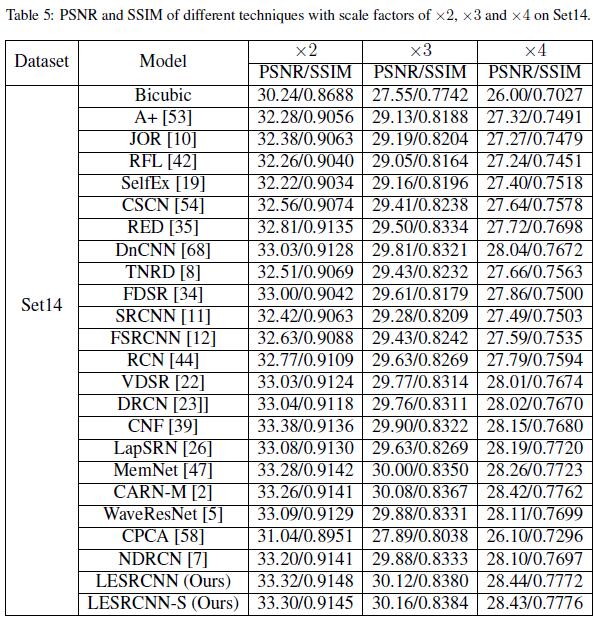 Table 5: PSNR and SSIM of different techniques with scale factors of ×2, ×3 and ×4 on Set14.
Dataset Model ×2 ×3 ×4
PSNR/SSIM PSNR/SSIM PSNR/SSIM
Set14
Bicubic 30.24/0.8688 27.55/0.7742 26.00/0.7027
A+ [53] 32.28/0.9056 29.13/0.8188 27.32/0.7491
JOR [10] 32.38/0.9063 29.19/0.8204 27.27/0.7479
RFL [42] 32.26/0.9040 29.05/0.8164 27.24/0.7451
SelfEx [19] 32.22/0.9034 29.16/0.8196 27.40/0.7518
CSCN [54] 32.56/0.9074 29.41/0.8238 27.64/0.7578
RED [35] 32.81/0.9135 29.50/0.8334 27.72/0.7698
DnCNN [68] 33.03/0.9128 29.81/0.8321 28.04/0.7672
TNRD [8] 32.51/0.9069 29.43/0.8232 27.66/0.7563
FDSR [34] 33.00/0.9042 29.61/0.8179 27.86/0.7500
SRCNN [11] 32.42/0.9063 29.28/0.8209 27.49/0.7503
FSRCNN [12] 32.63/0.9088 29.43/0.8242 27.59/0.7535
RCN [44] 32.77/0.9109 29.63/0.8269 27.79/0.7594
VDSR [22] 33.03/0.9124 29.77/0.8314 28.01/0.7674
DRCN [23]] 33.04/0.9118 29.76/0.8311 28.02/0.7670
CNF [39] 33.38/0.9136 29.90/0.8322 28.15/0.7680
LapSRN [26] 33.08/0.9130 29.63/0.8269 28.19/0.7720
MemNet [47] 33.28/0.9142 30.00/0.8350 28.26/0.7723
CARN-M [2] 33.26/0.9141 30.08/0.8367 28.42/0.7762
WaveResNet [5] 33.09/0.9129 29.88/0.8331 28.11/0.7699
CPCA [58] 31.04/0.8951 27.89/0.8038 26.10/0.7296
NDRCN [7] 33.20/0.9141 29.88/0.8333 28.10/0.7697
LESRCNN (Ours) 33.32/0.9148 30.12/0.8380 28.44/0.7772
LESRCNN-S (Ours) 33.30/0.9145 30.16/0.8384 28.43/0.7776